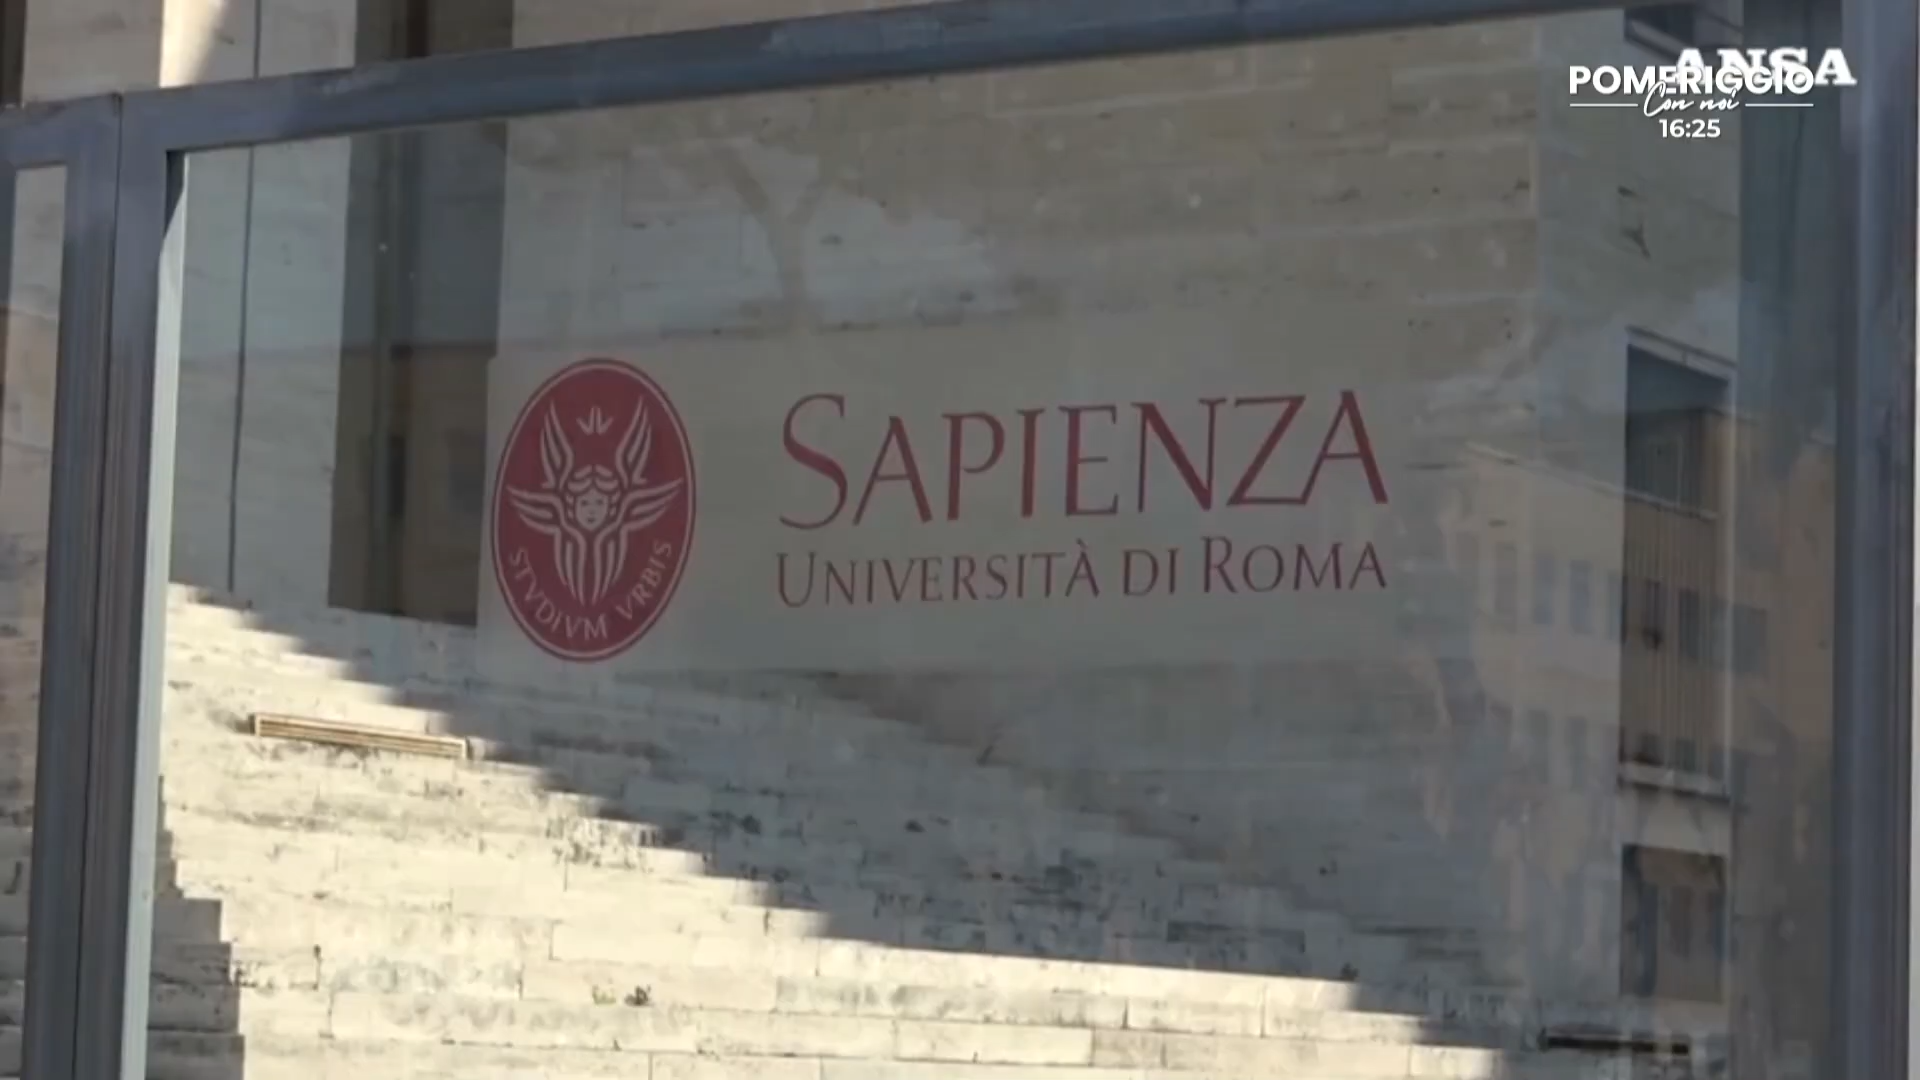 ANSA
POMERIGGIO
Con noi
16:25
SAPIENZA
UNIVERSITÀ DI ROMA
STVDIVM VRBIS